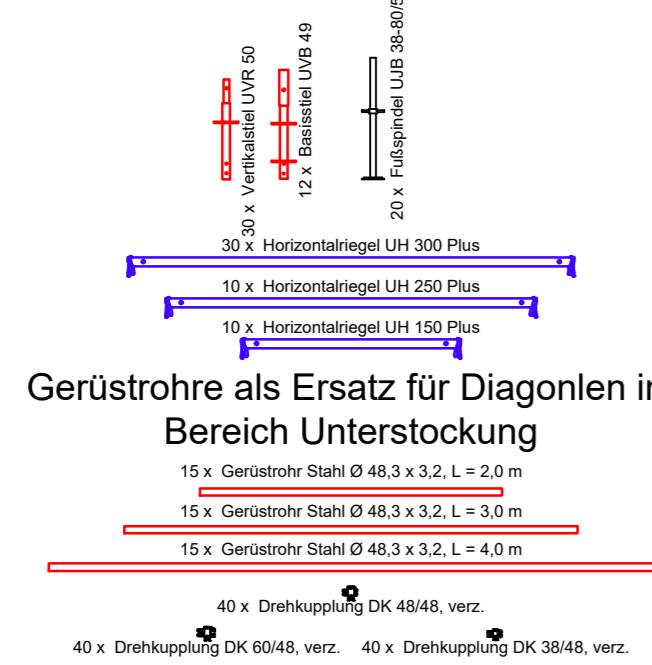 30 x Vertikalstiel UVR 50
12 x Basisstiel UVB 49
20 x Fußspindel UJB 38-80/5
30 x Horizontalriegel UH 300 Plus
10 x Horizontalriegel UH 250 Plus
10 x Horizontalriegel UH 150 Plus
Gerüstrohre als Ersatz für Diagonlen i
Bereich Unterstockung
15 x Gerüstrohr Stahl Ø 48,3 x 3,2, L = 2,0 m
15 x Gerüstrohr Stahl Ø 48,3 x 3,2, L = 3,0 m
15 x Gerüstrohr Stahl Ø 48,3 x 3,2, L = 4,0 m
40 x Drehkupplung DK 48/48, verz.
40 x Drehkupplung DK 60/48, verz. 40 x Drehkupplung DK 38/48, verz.